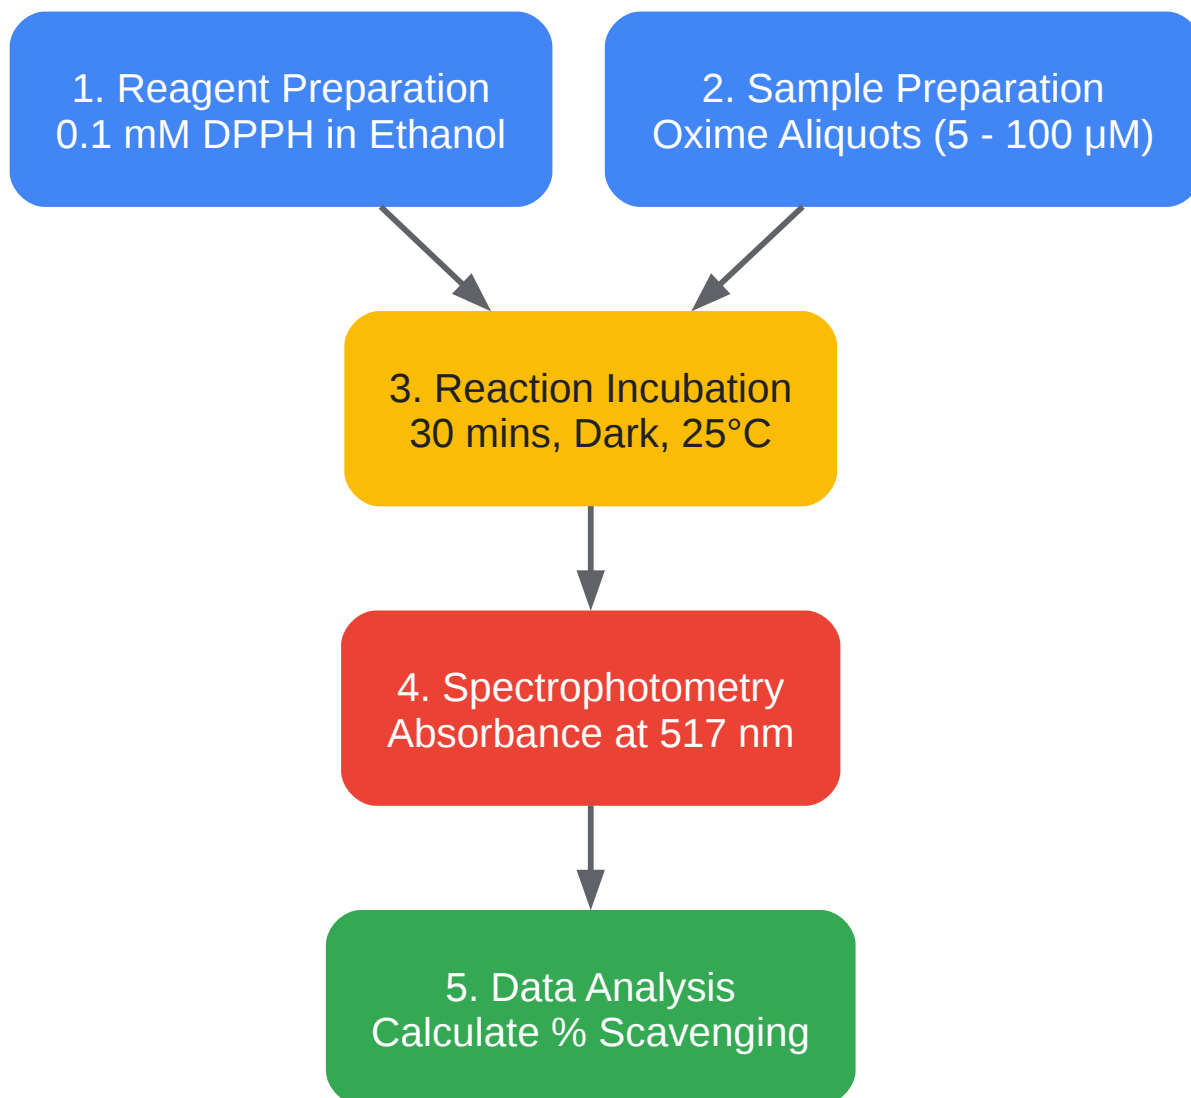 1. Reagent Preparation
0.1 mM DPPH in Ethanol
2. Sample Preparation
Oxime Aliquots (5 - 100 μM)
3. Reaction Incubation
30 mins, Dark, 25°C
4. Spectrophotometry
Absorbance at 517 nm
5. Data Analysis
Calculate % Scavenging